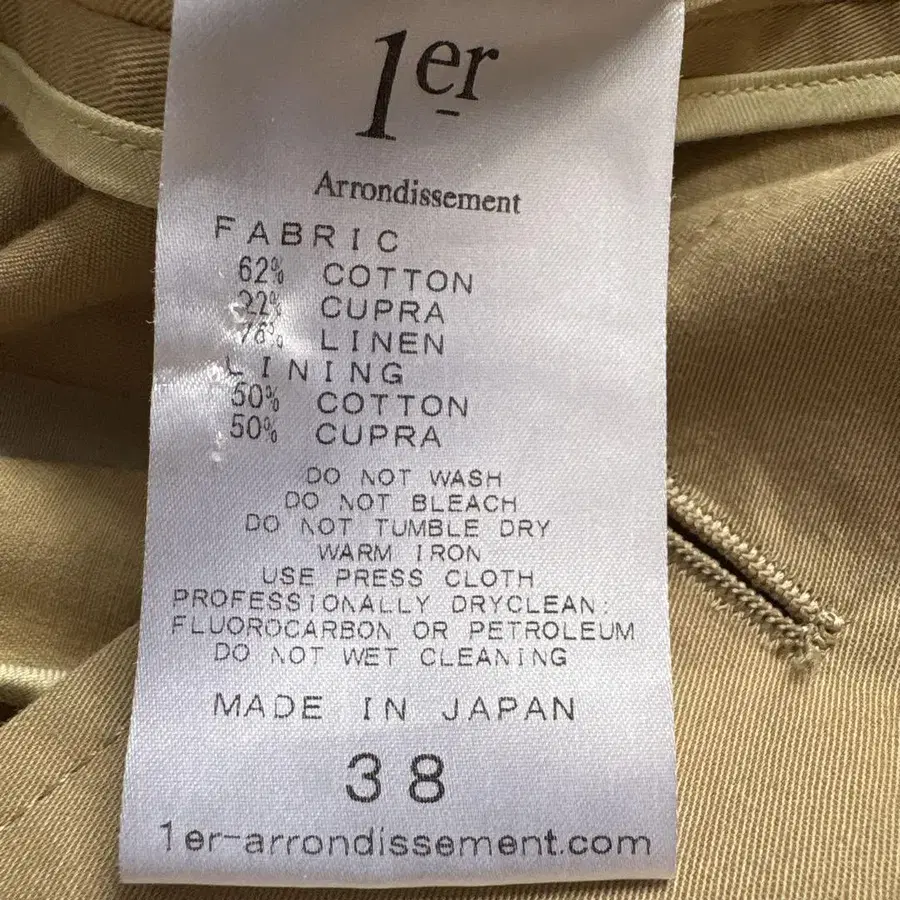 1er
Arrondissement
FABRIC
62% COTTON
22% CUPRA
LINEN
LINING
50% COTTON
50% CUPRA
DO NOT WASH
DO NOT BLEACH
DO NOT TUMBLE DRY
WARM IRON
USE PRESS CLOTH
PROFESSIONALLY DRYCLEAN:
FLUOROCARBON OR PETROLEUM
DO NOT WET CLEANING
MADE IN JAPAN
38
1er-arrondissement.com